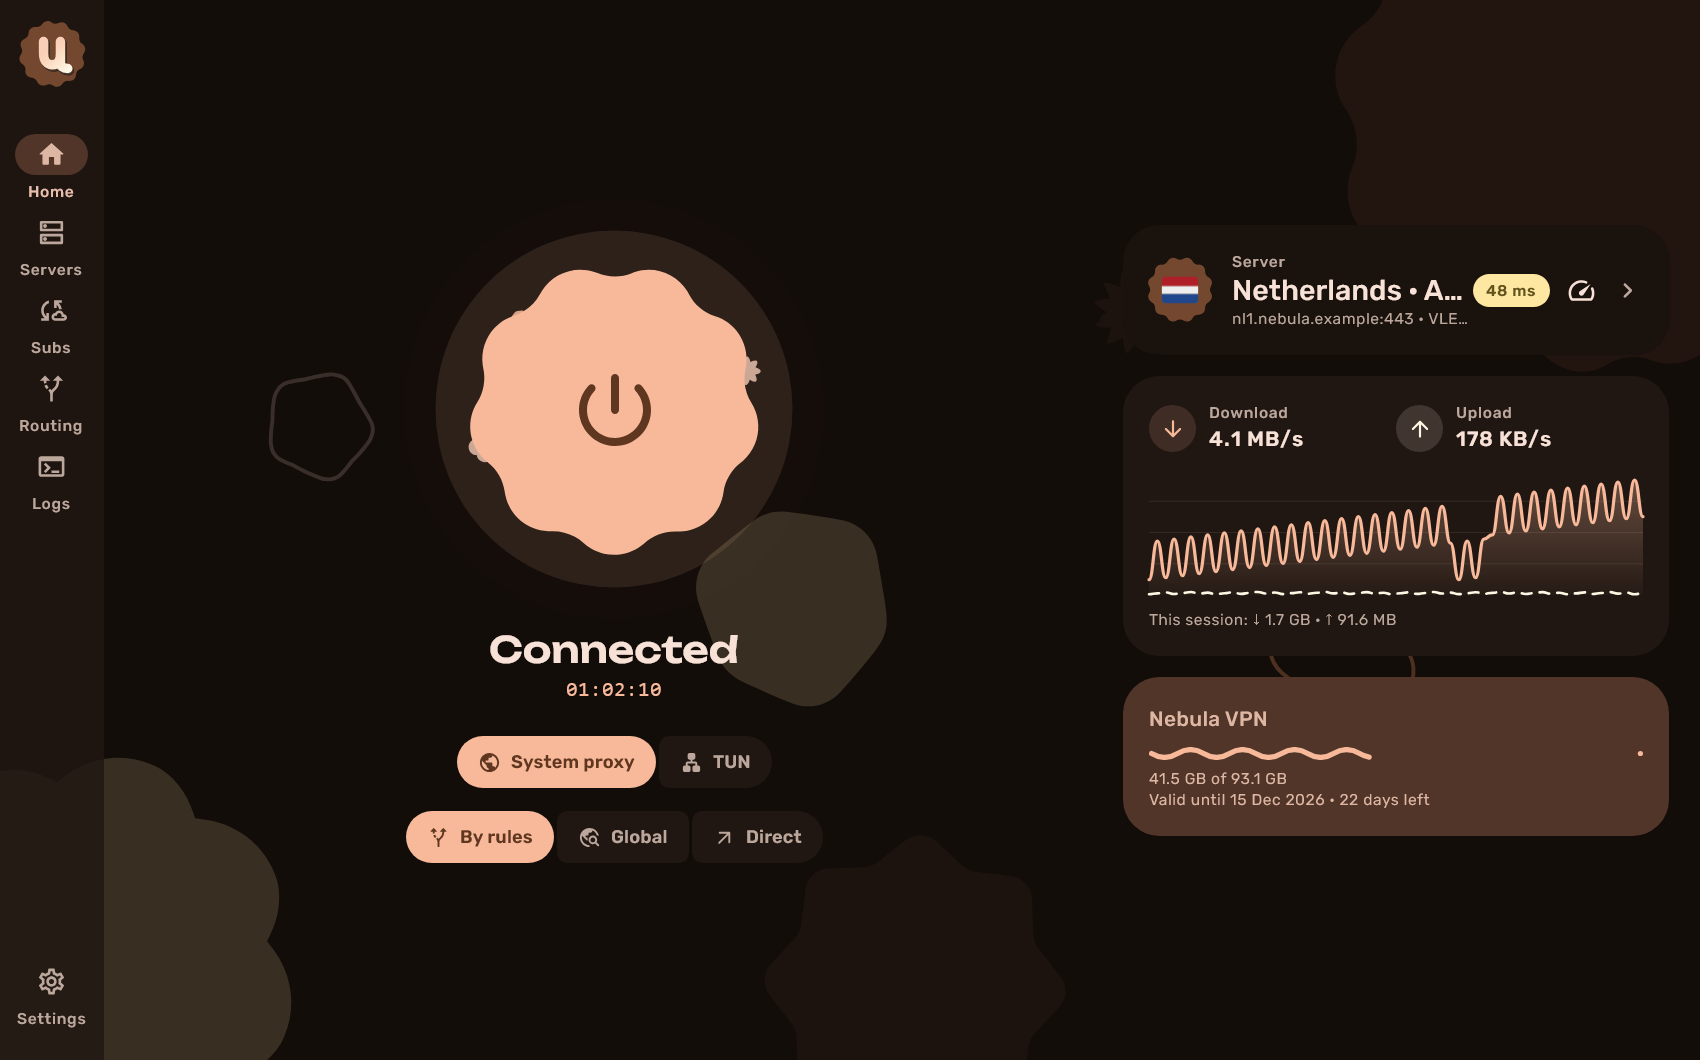 Home
Servers
Subs
Routing
Logs
Settings
Connected
01:02:10
System proxy
TUN
By rules
Global
Direct
Server
Netherlands • A…
48 ms
nl1.nebula.example:443 • VLE…
Download
4.1 MB/s
Upload
178 KB/s
This session: ↓ 1.7 GB • ↑ 91.6 MB
Nebula VPN
41.5 GB of 93.1 GB
Valid until 15 Dec 2026 • 22 days left